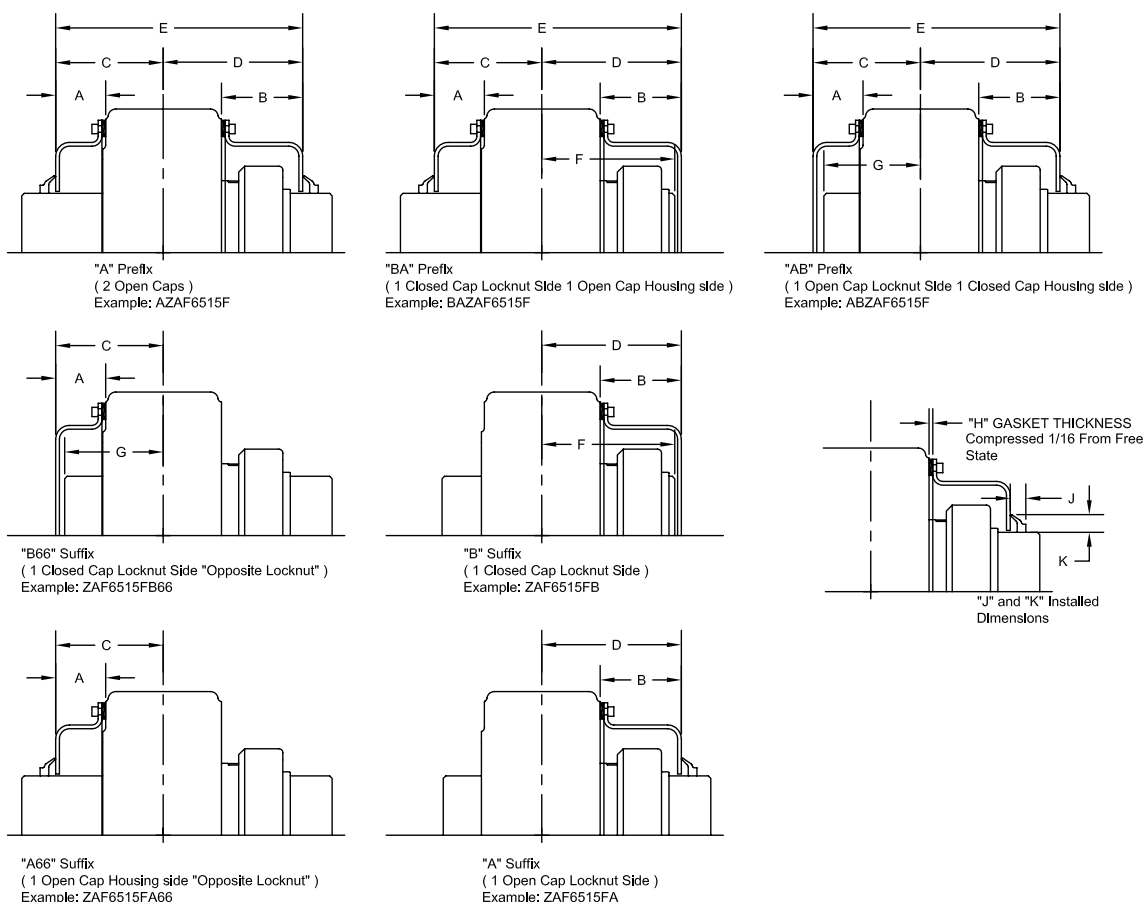 E
C
D
A
B
"A" Prefix
( 2 Open Caps )
Example: AZAF6515F
E
C
D
A
B
F
"BA" Prefix
( 1 Closed Cap Locknut Side 1 Open Cap Housing side )
Example: BAZAF6515F
E
C
D
A
B
G
"AB" Prefix
( 1 Open Cap Locknut Side 1 Closed Cap Housing side )
Example: ABZAF6515F
C
A
G
"B66" Suffix
( 1 Closed Cap Locknut Side "Opposite Locknut" )
Example: ZAF6515FB66
D
B
F
"B" Suffix
( 1 Closed Cap Locknut Side )
Example: ZAF6515FB
"H" GASKET THICKNESS
Compressed 1/16 From Free
State
J
K
"J" and "K" Installed
Dimensions
C
A
"A66" Suffix
( 1 Open Cap Housing side "Opposite Locknut" )
Example: ZAF6515FA66
D
B
"A" Suffix
( 1 Open Cap Locknut Side )
Example: ZAF6515FA